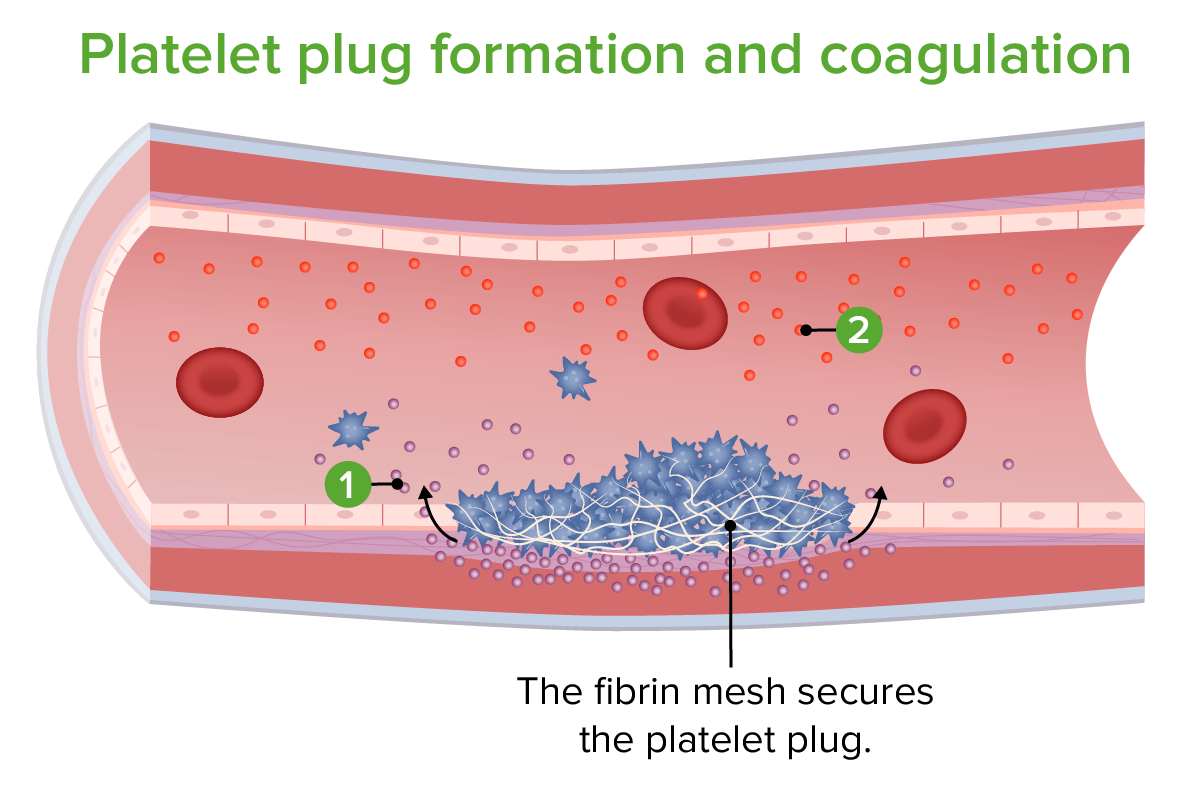 Platelet plug formation and coagulation
2
1
The fibrin mesh secures
the platelet plug.